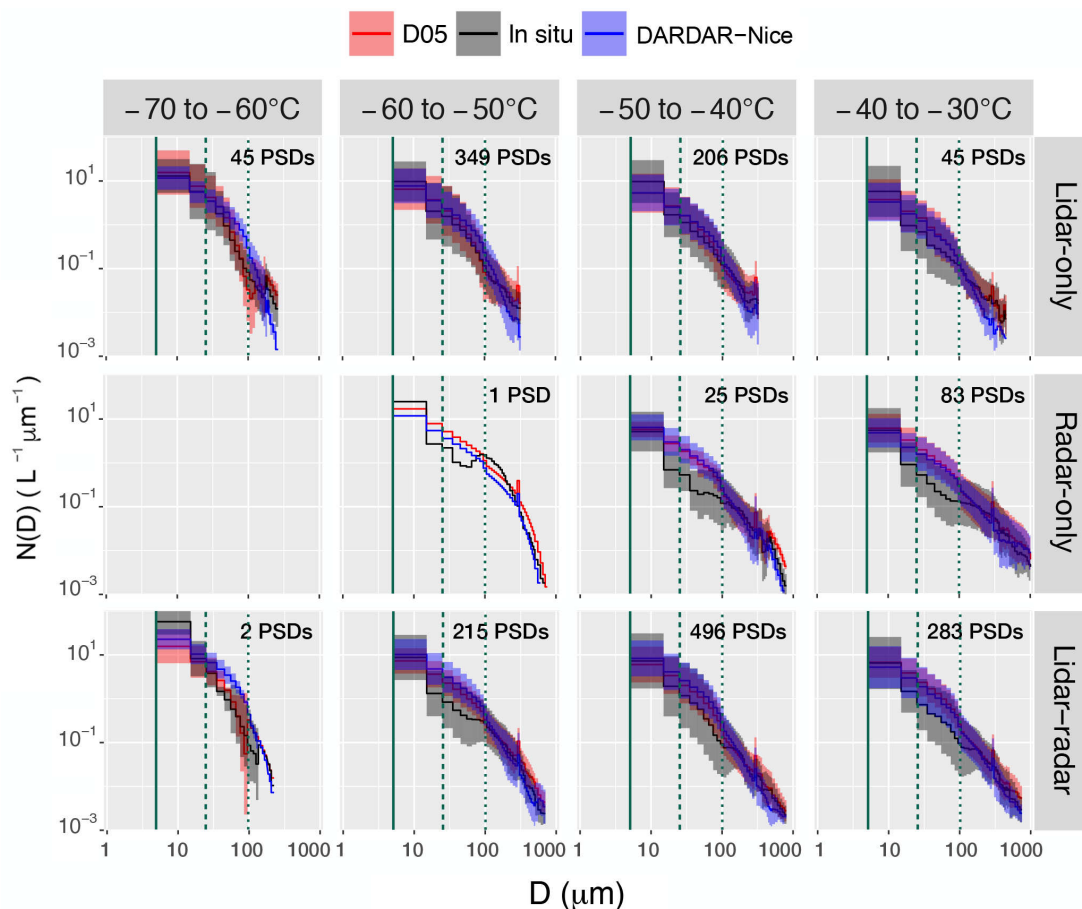 D05 In situ DARDAR−Nice
−70 to −60°C −60 to −50°C −50 to −40°C −40 to −30°C
45 PSDs 349 PSDs 206 PSDs 45 PSDs
10¹
10⁻¹
10⁻³
Lidar−only
1 PSD 25 PSDs 83 PSDs
10¹
10⁻¹
10⁻³
Radar−only
N(D) ( L⁻¹ μm⁻¹)
2 PSDs 215 PSDs 496 PSDs 283 PSDs
10¹
10⁻¹
10⁻³
Lidar−radar
1 10 100 1000 1 10 100 1000 1 10 100 1000 1 10 100 1000
D (μm)